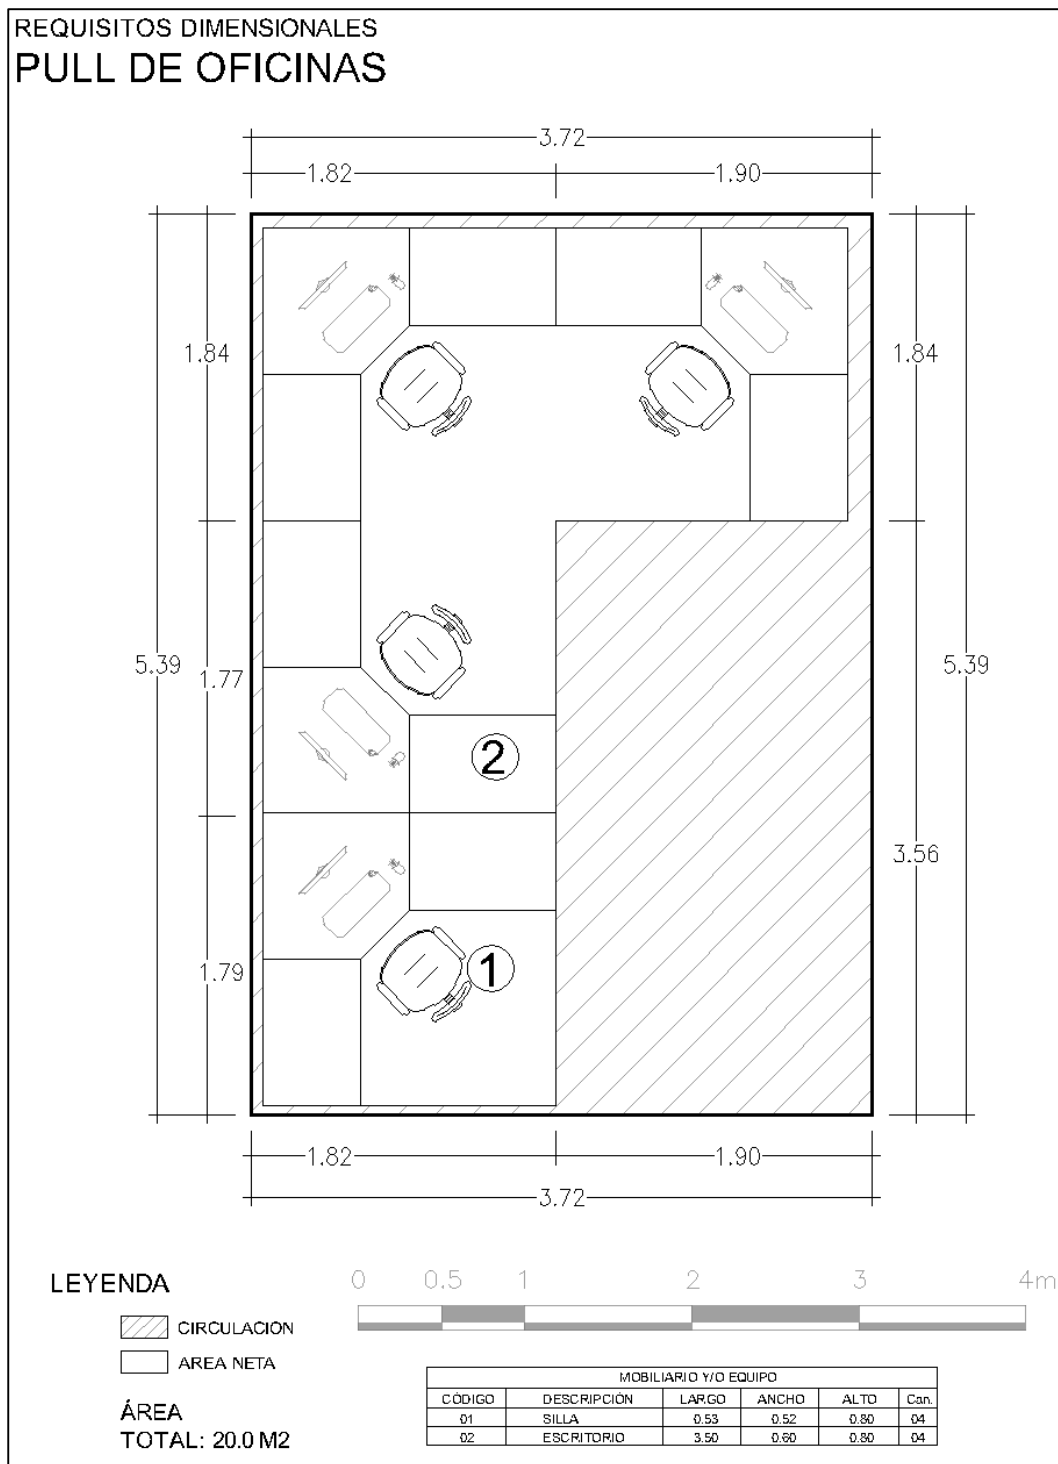 REQUISITOS DIMENSIONALES
PULL DE OFICINAS
3.72
1.82 1.90
1.84 1.84
5.39 1.77 5.39
2
3.56
1.79 1
1.82 1.90
3.72
LEYENDA
0 0.5 1 2 3 4m
CIRCULACION
AREA NETA
ÁREA
TOTAL: 20.0 M2
MOBILIARIO Y/O EQUIPO
CÓDIGO DESCRIPCIÓN LARGO ANCHO ALTO Can.
01 SILLA 0.53 0.52 0.80 04
02 ESCRITORIO 3.50 0.60 0.80 04